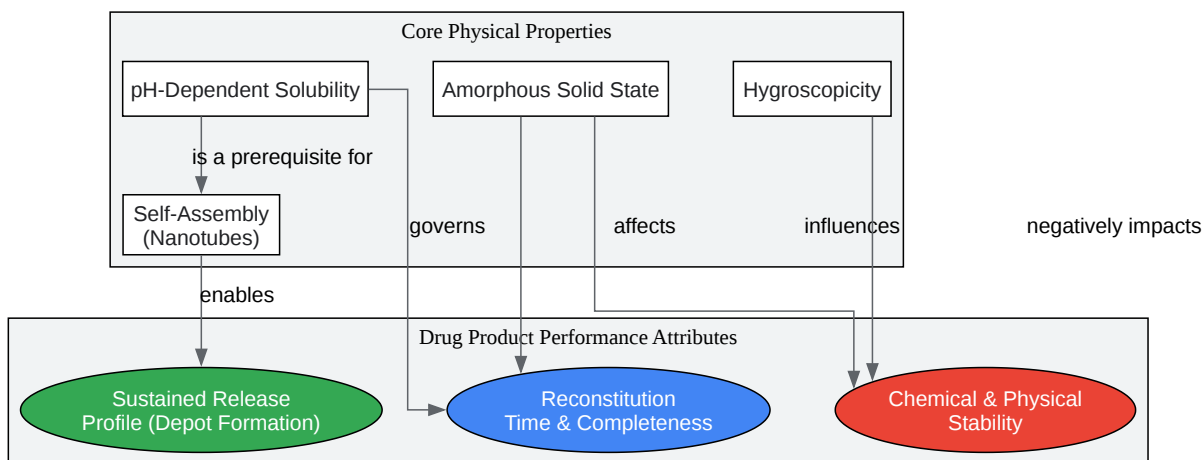 Core Physical Properties
pH-Dependent Solubility
Amorphous Solid State
Hygroscopicity
is a prerequisite for
Self-Assembly
(Nanotubes)
governs
affects
influences
negatively impacts
enables
Drug Product Performance Attributes
Sustained Release
Profile (Depot Formation)
Reconstitution
Time & Completeness
Chemical & Physical
Stability